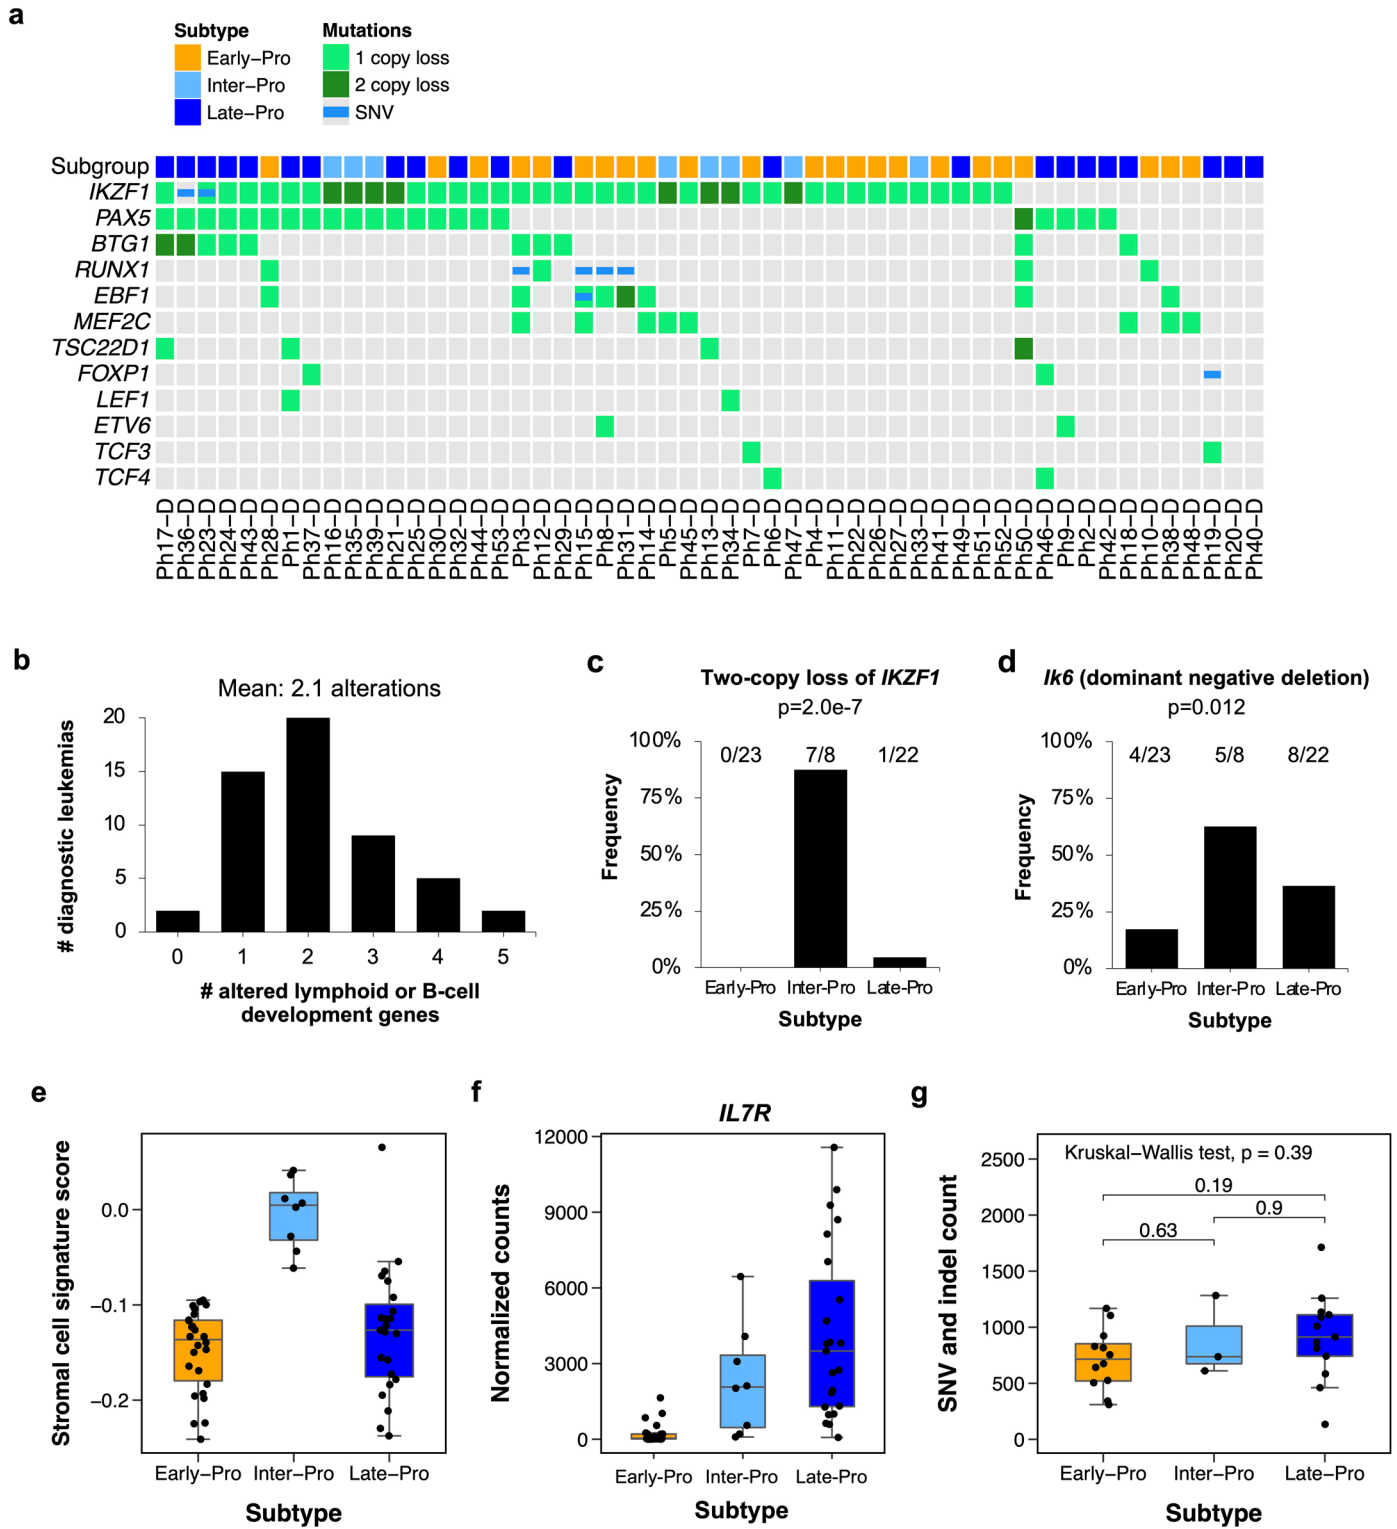 a
Subtype
Early–Pro
Inter–Pro
Late–Pro
Mutations
1 copy loss
2 copy loss
SNV
Subgroup
IKZF1
PAX5
BTG1
RUNX1
EBF1
MEF2C
TSC22D1
FOXP1
LEF1
ETV6
TCF3
TCF4
Ph17–D
Ph36–D
Ph23–D
Ph24–D
Ph43–D
Ph28–D
Ph1–D
Ph37–D
Ph16–D
Ph35–D
Ph39–D
Ph21–D
Ph25–D
Ph30–D
Ph32–D
Ph44–D
Ph53–D
Ph3–D
Ph12–D
Ph29–D
Ph15–D
Ph8–D
Ph31–D
Ph14–D
Ph5–D
Ph45–D
Ph13–D
Ph34–D
Ph7–D
Ph6–D
Ph47–D
Ph4–D
Ph11–D
Ph22–D
Ph26–D
Ph27–D
Ph33–D
Ph41–D
Ph49–D
Ph51–D
Ph52–D
Ph50–D
Ph46–D
Ph9–D
Ph2–D
Ph42–D
Ph18–D
Ph10–D
Ph38–D
Ph48–D
Ph19–D
Ph20–D
Ph40–D
b
Mean: 2.1 alterations
# diagnostic leukemias
20
15
10
5
0
0 1 2 3 4 5
# altered lymphoid or B-cell
development genes
c
Two-copy loss of IKZF1
p=2.0e-7
Frequency
100%
75%
50%
25%
0%
0/23 7/8 1/22
Early-Pro Inter-Pro Late-Pro
Subtype
d
Ik6 (dominant negative deletion)
p=0.012
Frequency
100%
75%
50%
25%
0%
4/23 5/8 8/22
Early-Pro Inter-Pro Late-Pro
Subtype
e
Stromal cell signature score
0.0
−0.1
−0.2
Early–Pro Inter–Pro Late–Pro
Subtype
f
IL7R
Normalized counts
12000
9000
6000
3000
0
Early-Pro Inter-Pro Late-Pro
Subtype
g
SNV and indel count
Kruskal–Wallis test, p = 0.39
0.19
0.9
0.63
2500
2000
1500
1000
500
0
Early–Pro Inter–Pro Late–Pro
Subtype